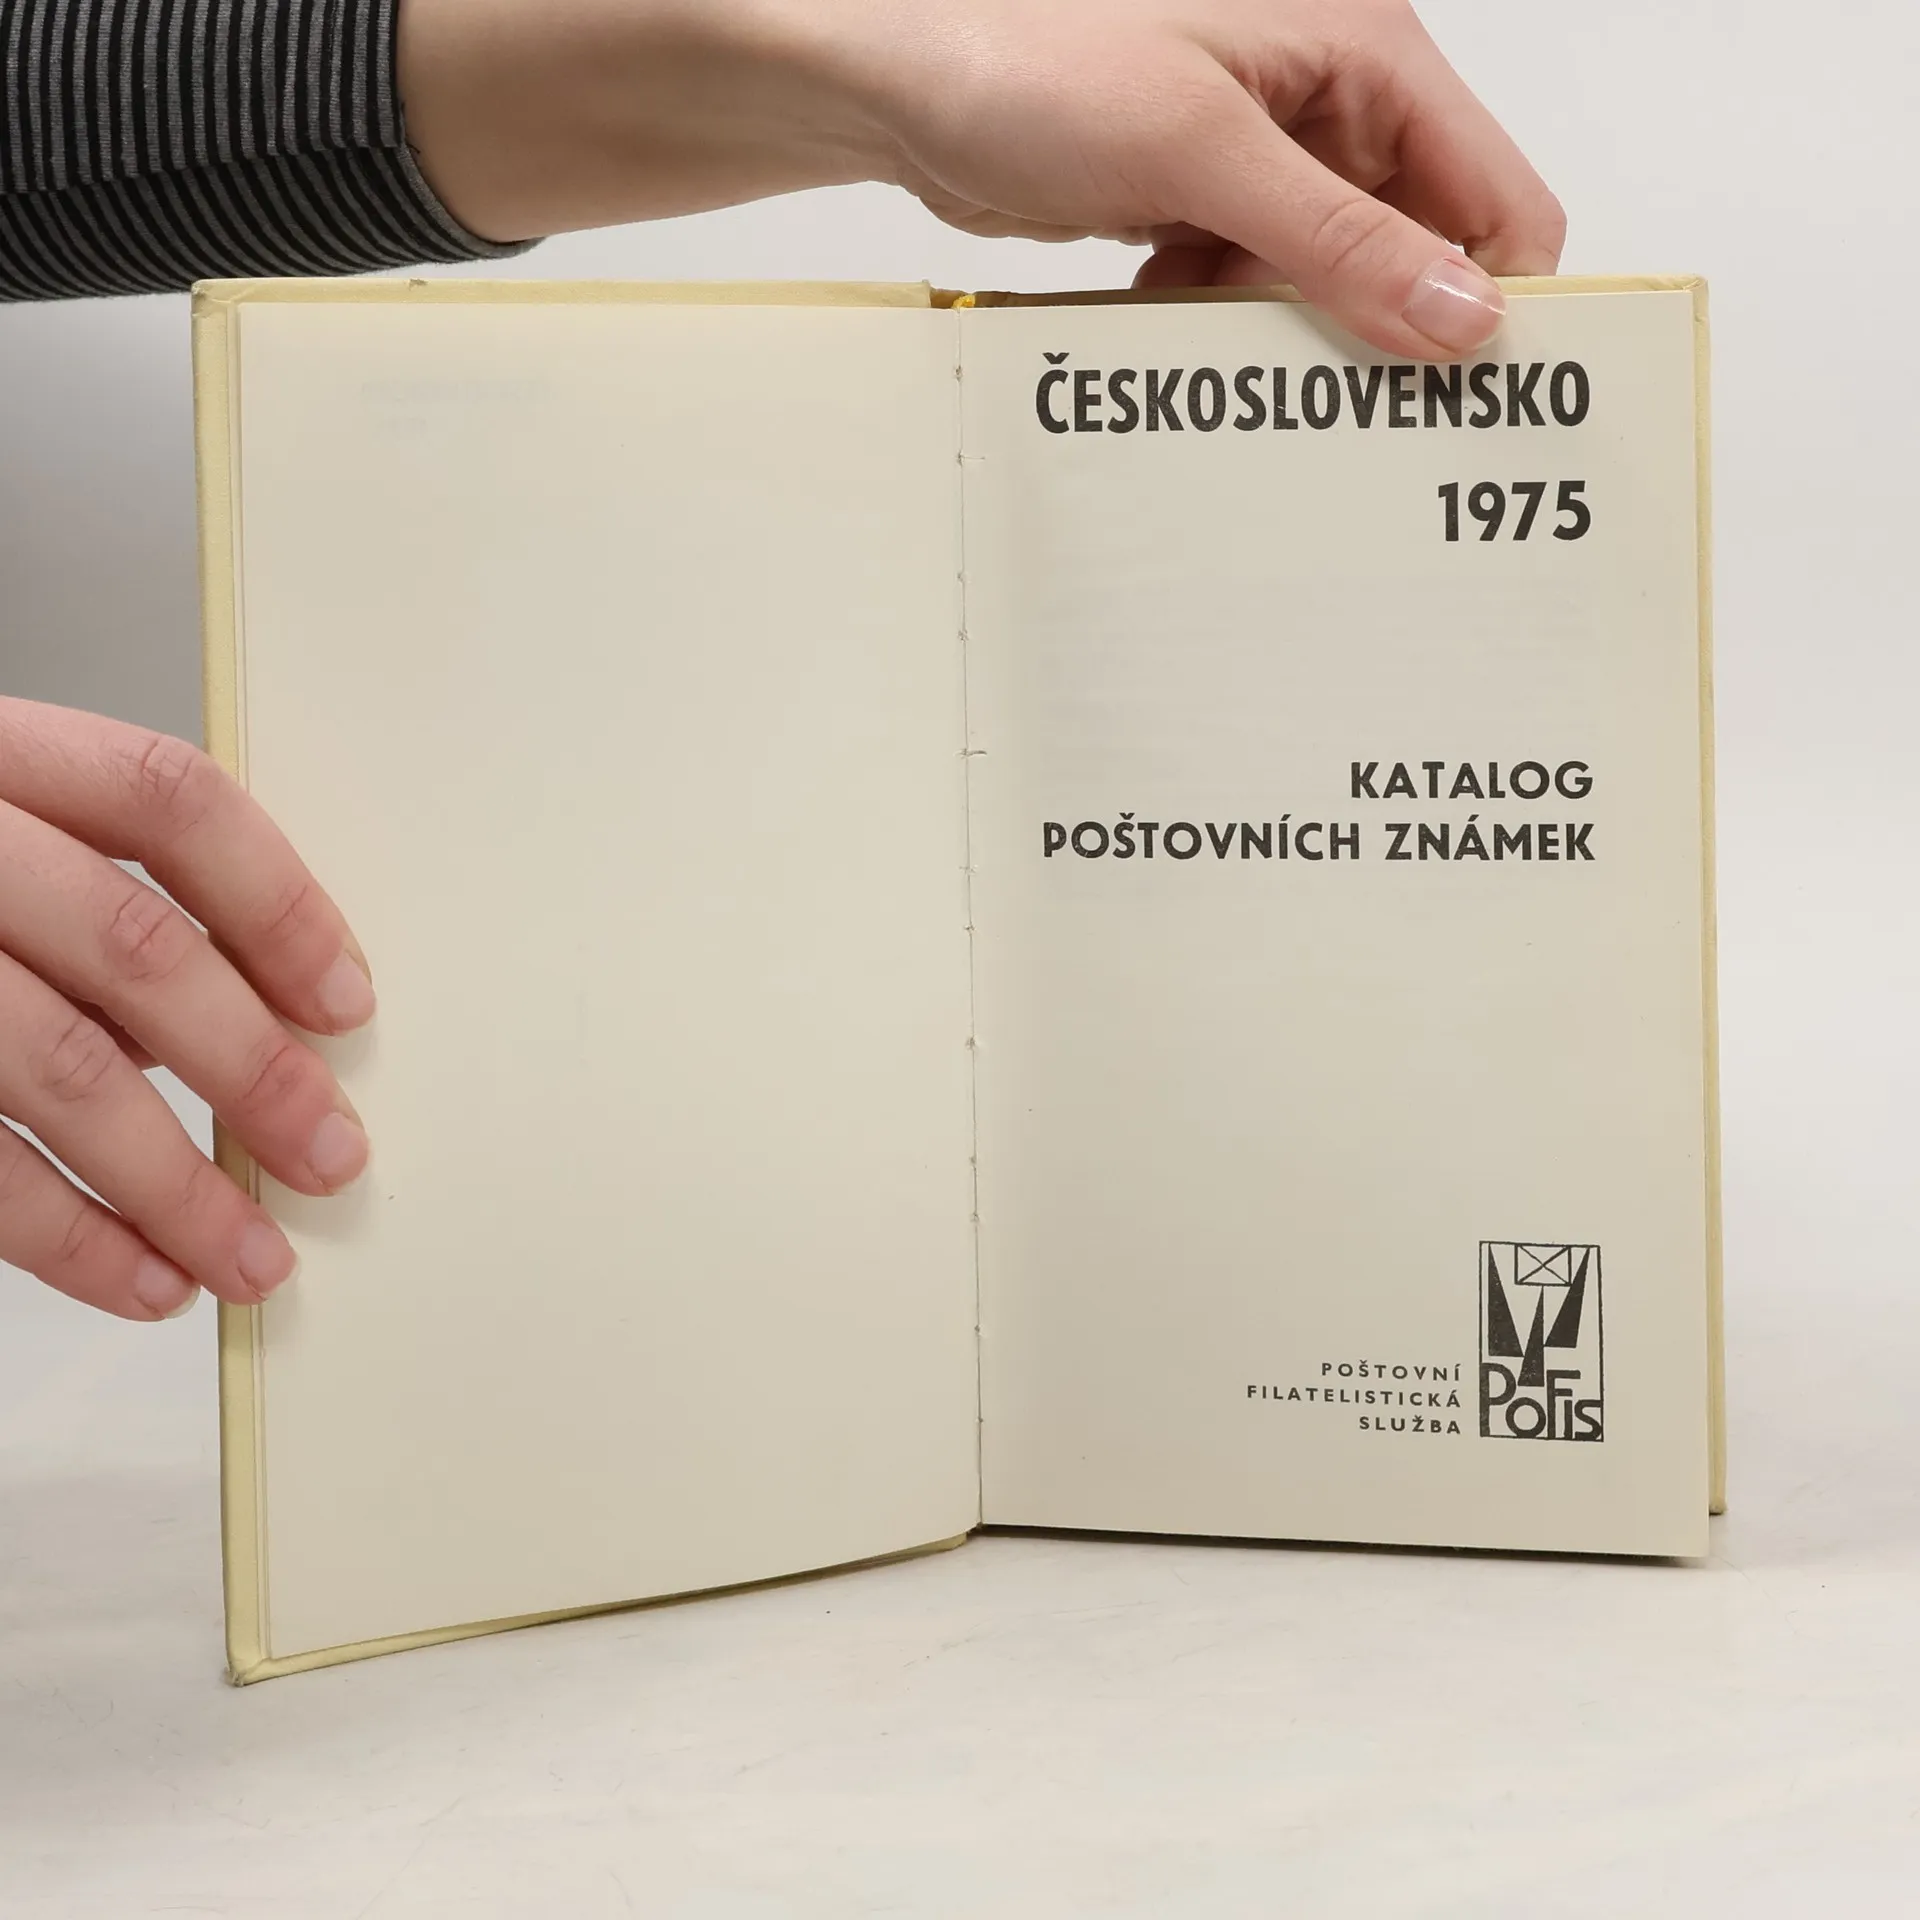 ČESKOSLOVENSKO
1975
KATALOG
POŠTOVNÍCH ZNÁMEK
POŠTOVNÍ
FILATELISTICKÁ
SLUŽBA
POFIS